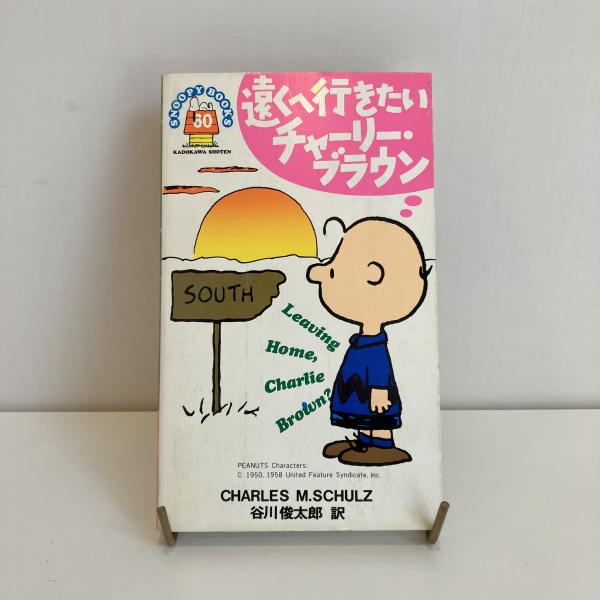 SNOOPY BOOKS
60
KADOKAWA SHOTEN
遠くへ行きたい
チャーリー・
ブラウン
SOUTH
Leaving
Home,
Charlie
Brown?
PEANUTS Characters:
© 1950, 1958 United Feature Syndicate, Inc.
CHARLES M.SCHULZ
谷川俊太郎 訳